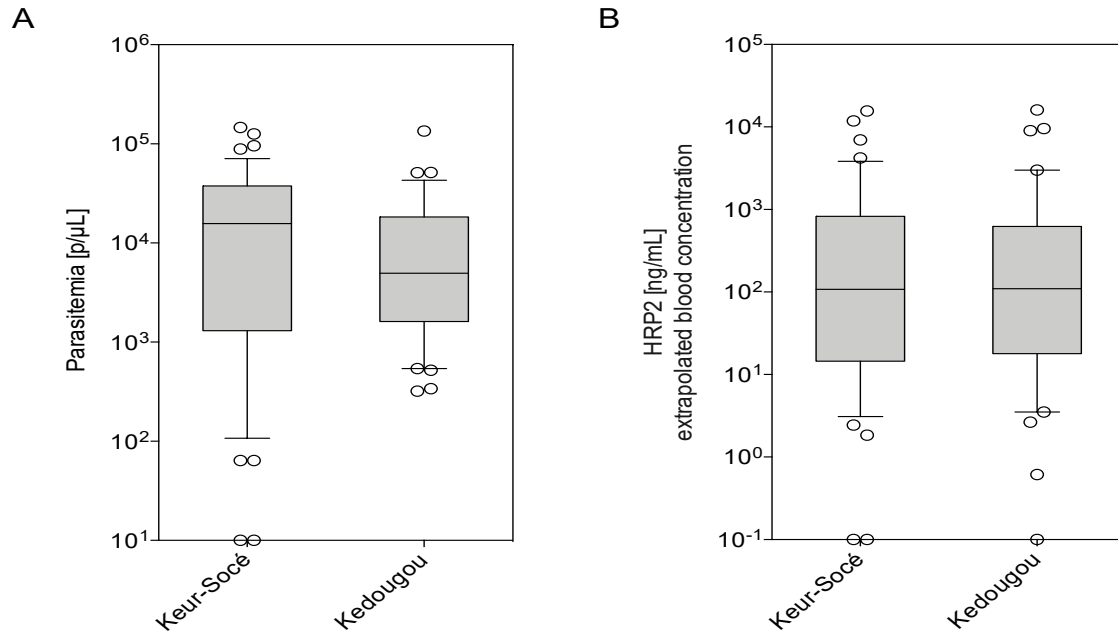 A
Parasitemia [p/µL]
10⁶
10⁵
10⁴
10³
10²
10¹
Keur-Socé
Kedougou
B
HRP2 [ng/mL]
extrapolated blood concentration
10⁵
10⁴
10³
10²
10¹
10⁰
10⁻¹
Keur-Socé
Kedougou